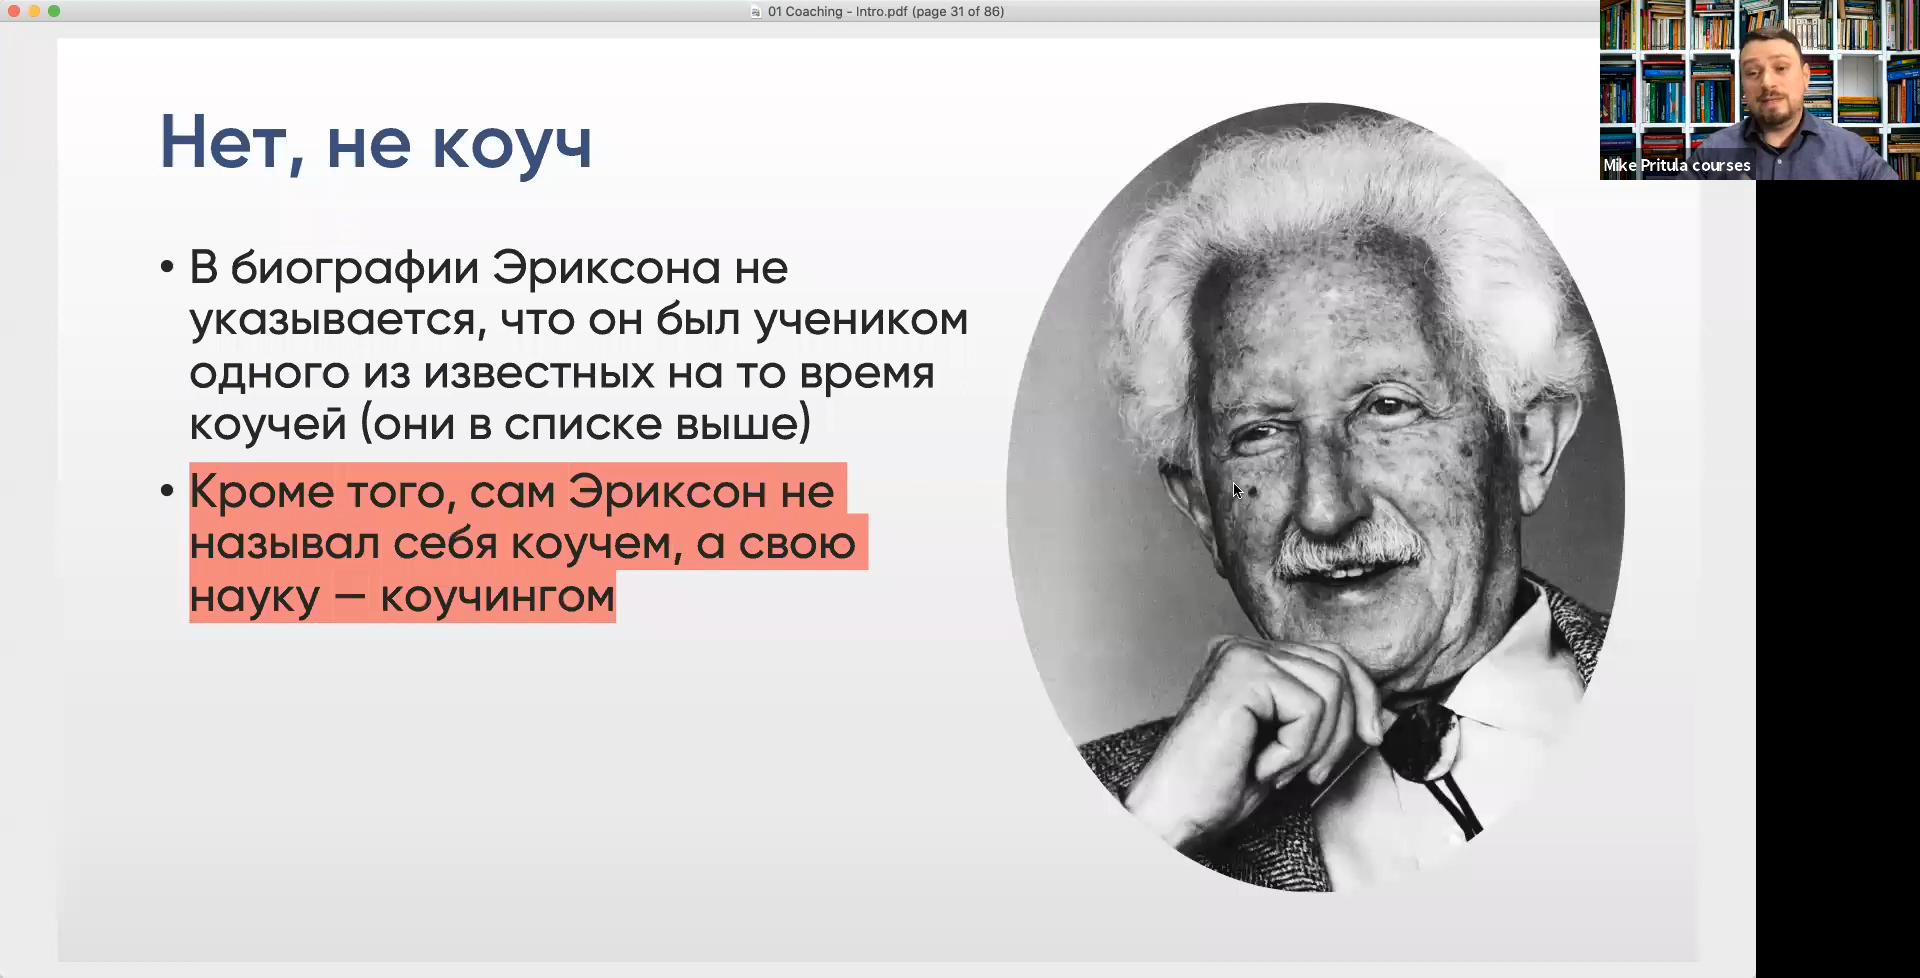 01 Coaching - Intro.pdf (page 31 of 86)
Нет, не коуч
• В биографии Эриксона не
указывается, что он был учеником
одного из известных на то время
коучей (они в списке выше)
• Кроме того, сам Эриксон не
называл себя коучем, а свою
науку — коучингом
Mike Pritula courses